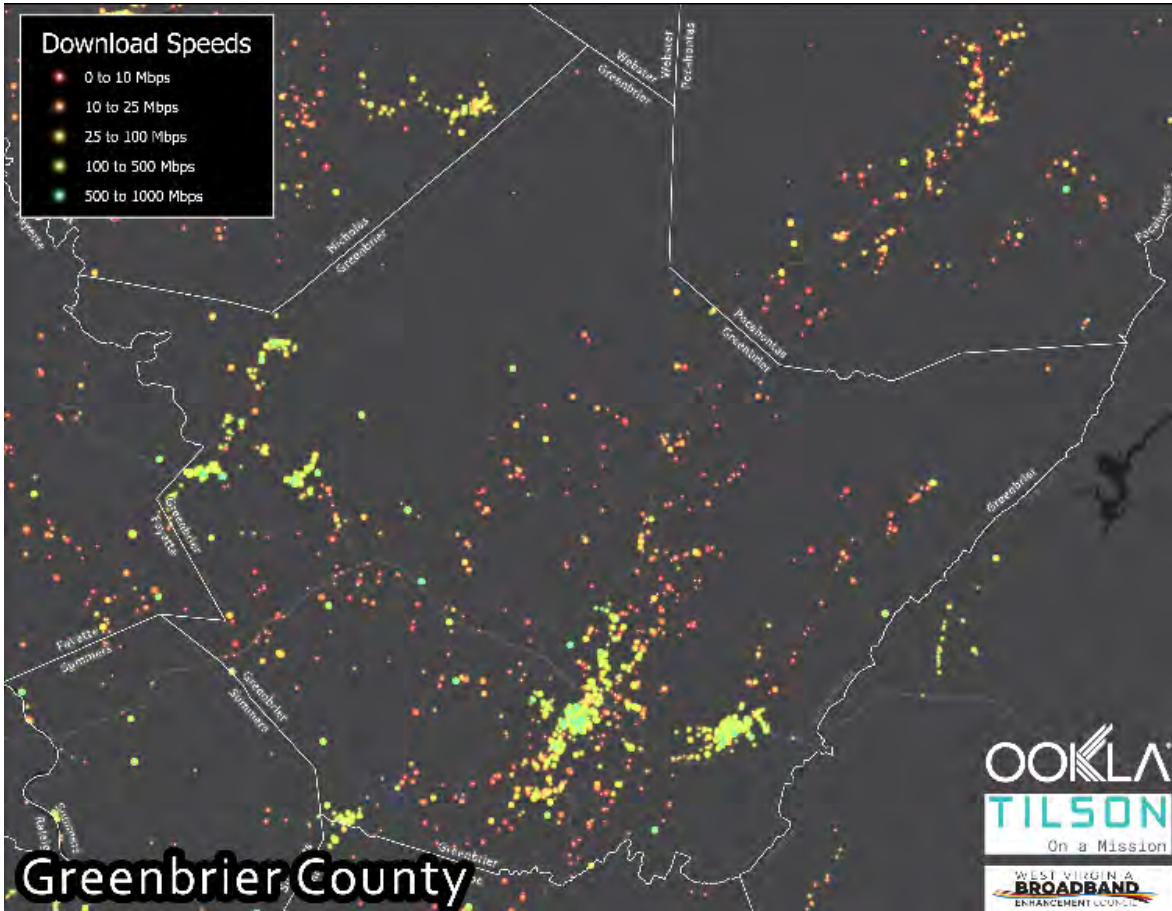 Download Speeds
0 to 10 Mbps
10 to 25 Mbps
25 to 100 Mbps
100 to 500 Mbps
500 to 1000 Mbps
Webster
Greenbrier
Webster
Pocahontas
Nicholas
Greenbrier
Fayette
Pocahontas
Pocahontas
Greenbrier
Greenbrier
Greenbrier
Fayette
Fayette
Summers
Greenbrier
Summers
Summers
Greenbrier
OOKLA
TILSON
On a Mission
WEST VIRGINIA
BROADBAND
ENHANCEMENT COUNCIL
Greenbrier County